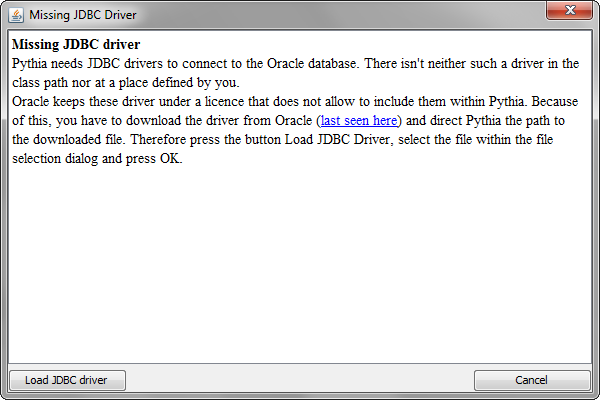 Missing JDBC Driver
Missing JDBC driver
Pythia needs JDBC drivers to connect to the Oracle database. There isn't neither such a driver in the
class path nor at a place defined by you.
Oracle keeps these driver under a licence that does not allow to include them within Pythia. Because
of this, you have to download the driver from Oracle (last seen here) and direct Pythia the path to
the downloaded file. Therefore press the button Load JDBC Driver, select the file within the file
selection dialog and press OK.
Load JDBC driver
Cancel